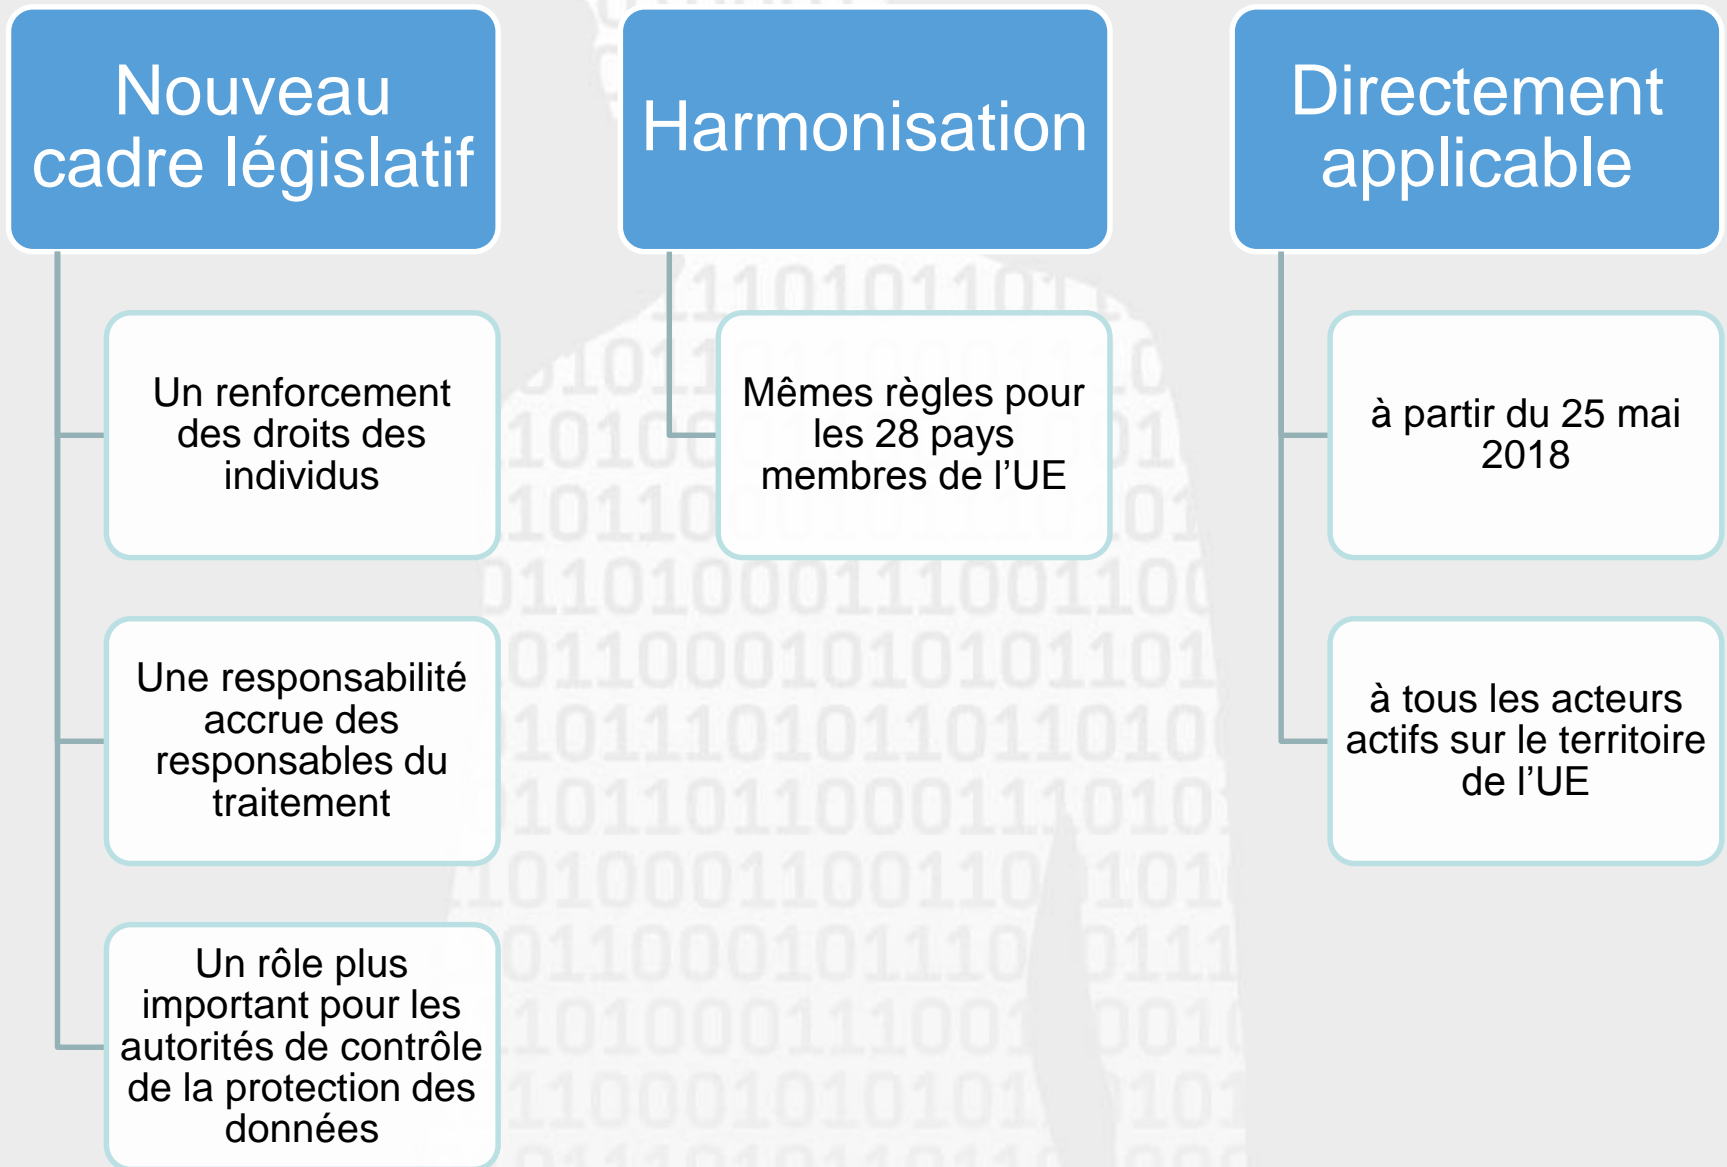 Nouveau
cadre législatif
Un renforcement
des droits des
individus
Une responsabilité
accrue des
responsables du
traitement
Un rôle plus
important pour les
autorités de contrôle
de la protection des
données
Harmonisation
Mêmes règles pour
les 28 pays
membres de l’UE
Directement
applicable
à partir du 25 mai
2018
à tous les acteurs
actifs sur le territoire
de l’UE